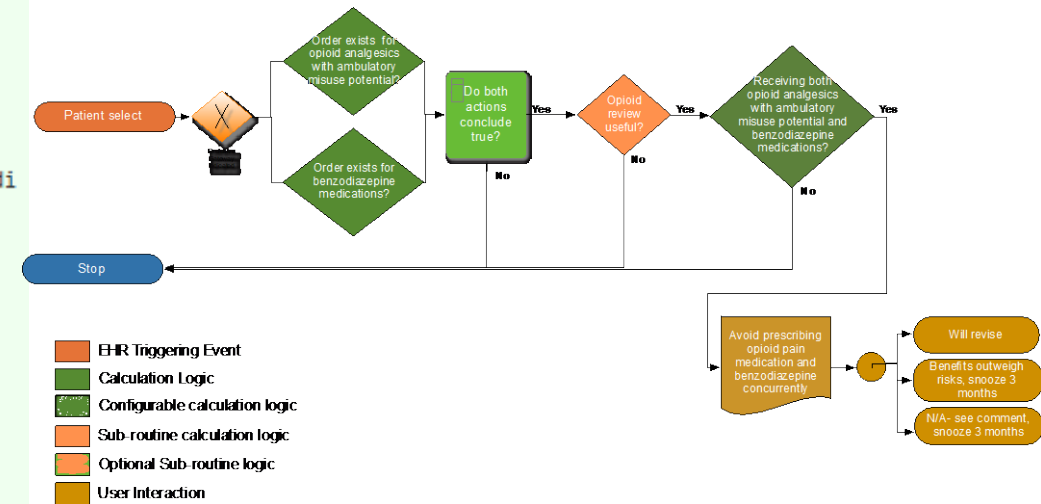 di
Patient select
X
Order exists for
opioid analgesics
with ambulatory
misuse potential?
Order exists for
benzodiazepine
medications?
Do both
actions
conclude
true?
Yes
No
Opioid
review
useful?
Yes
No
Receiving both
opioid analgesics
with ambulatory
misuse potential and
benzodiazepine
medications?
Yes
No
Stop
Avoid prescribing
opioid pain
medication and
benzodiazepine
concurrently
Will revise
Benefits outweigh
risks, snooze 3
months
N/A- see comment,
snooze 3 months
EHR Triggering Event
Calculation Logic
Configurable calculation logic
Sub-routine calculation logic
Optional Sub-routine logic
User Interaction